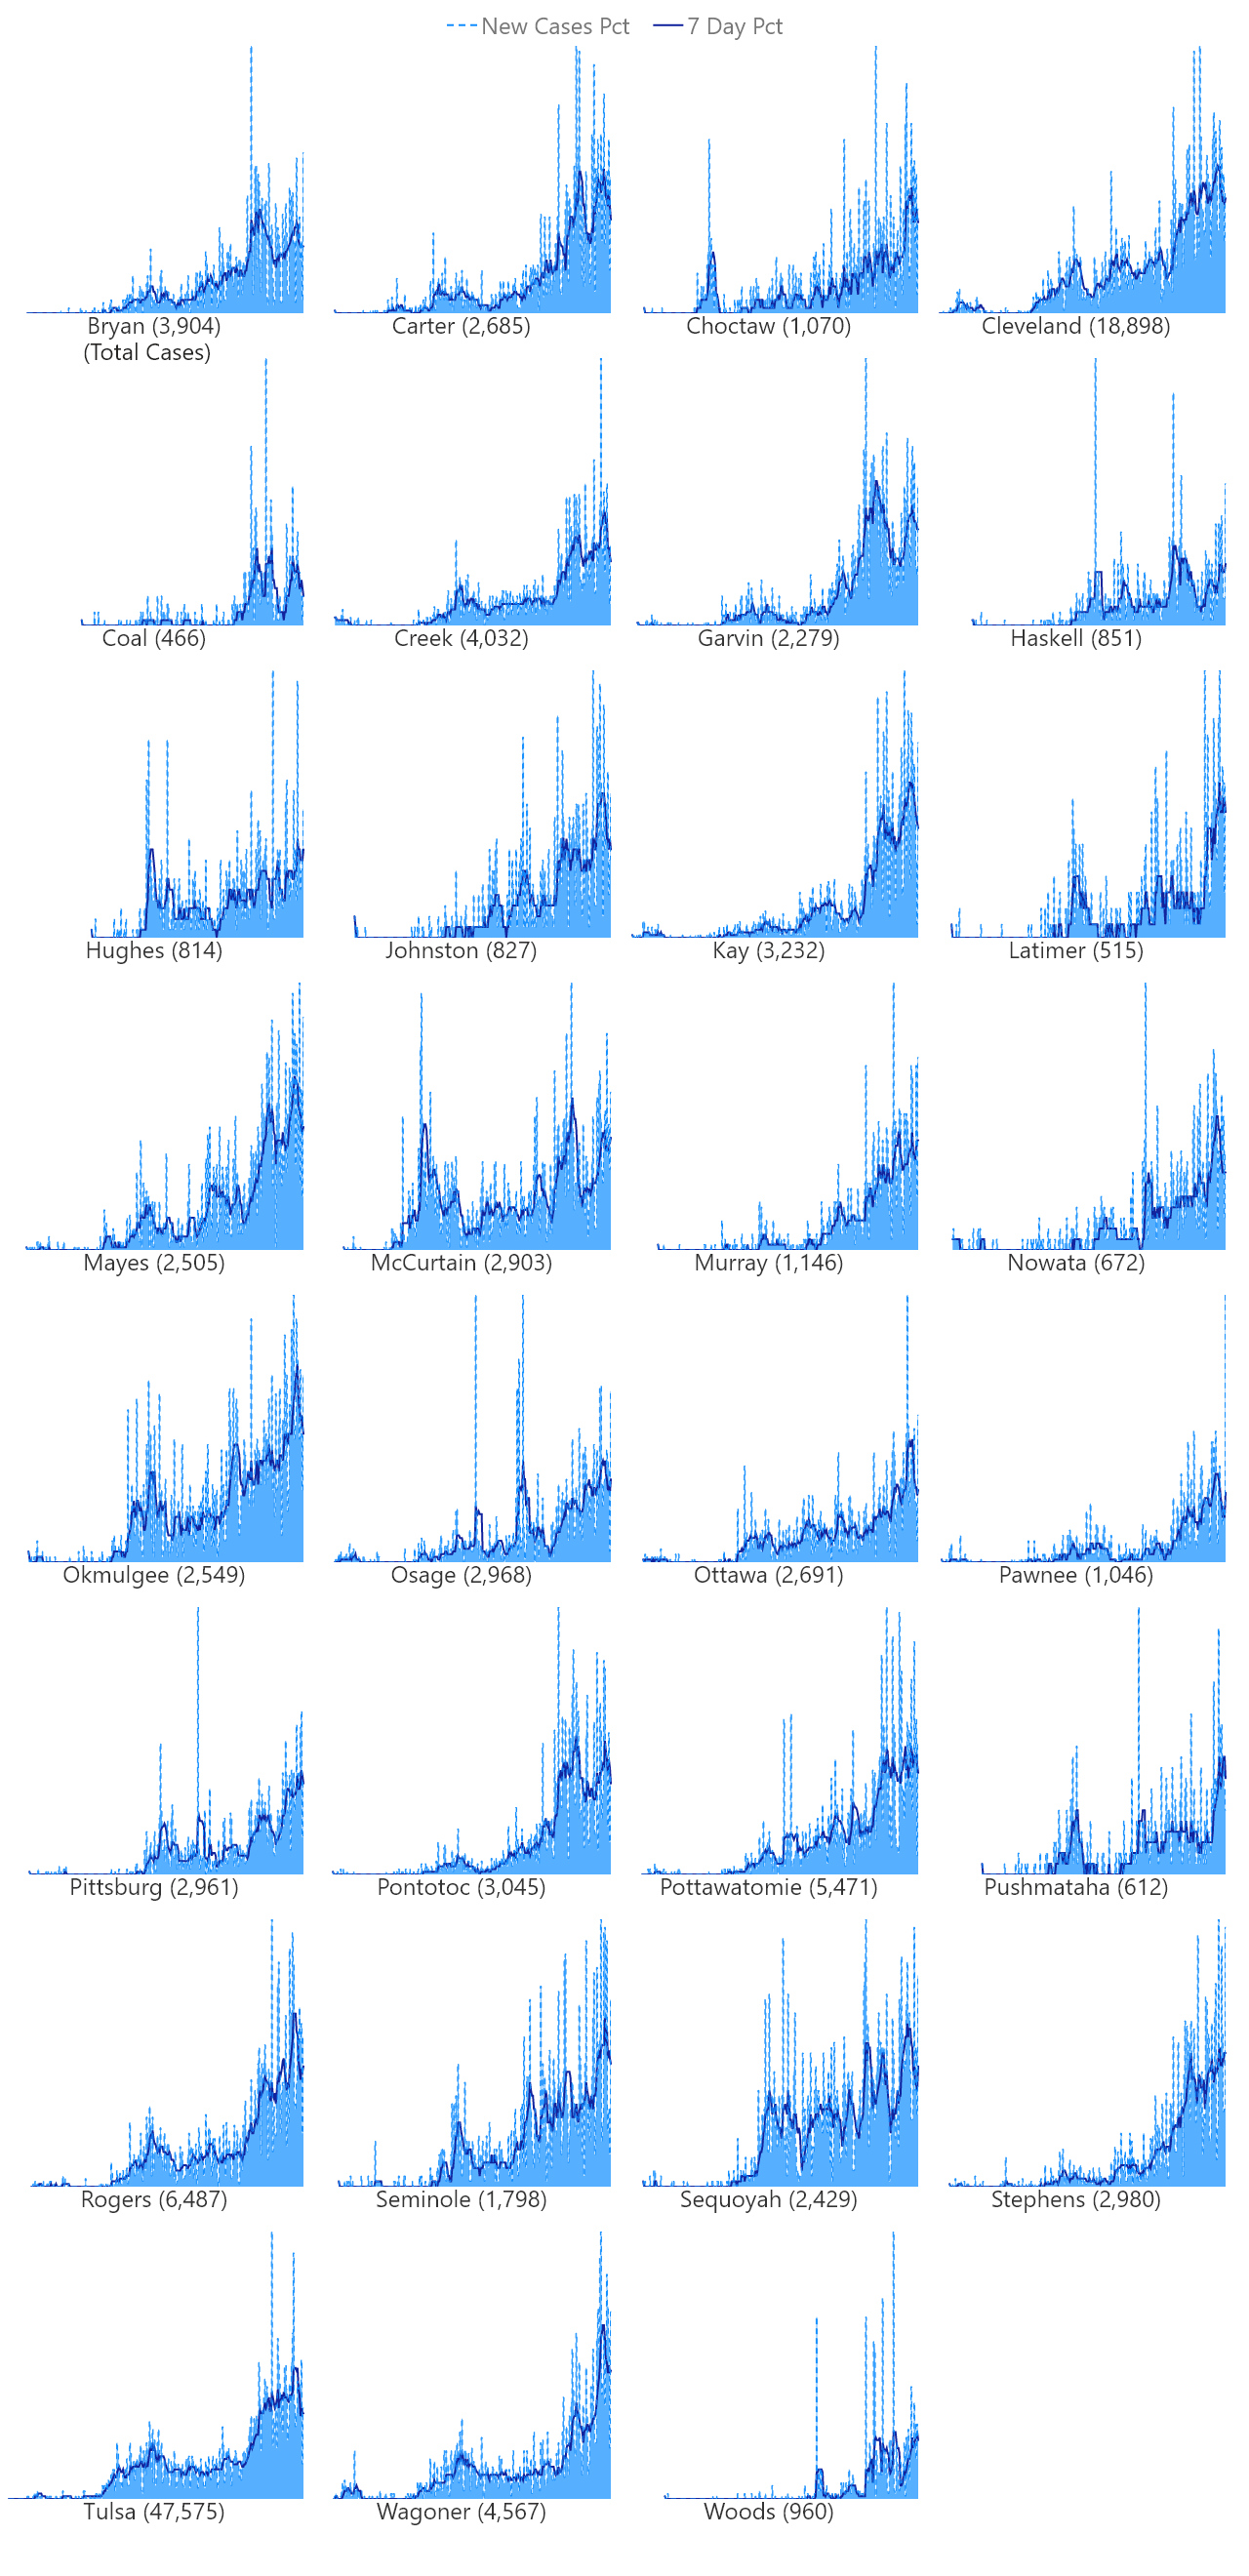 New Cases Pct 7 Day Pct
Bryan (3,904) Carter (2,685) Choctaw (1,070) Cleveland (18,898)
(Total Cases)
Coal (466) Creek (4,032) Garvin (2,279) Haskell (851)
Hughes (814) Johnston (827) Kay (3,232) Latimer (515)
Mayes (2,505) McCurtain (2,903) Murray (1,146) Nowata (672)
Okmulgee (2,549) Osage (2,968) Ottawa (2,691) Pawnee (1,046)
Pittsburg (2,961) Pontotoc (3,045) Pottawatomie (5,471) Pushmataha (612)
Rogers (6,487) Seminole (1,798) Sequoyah (2,429) Stephens (2,980)
Tulsa (47,575) Wagoner (4,567) Woods (960)